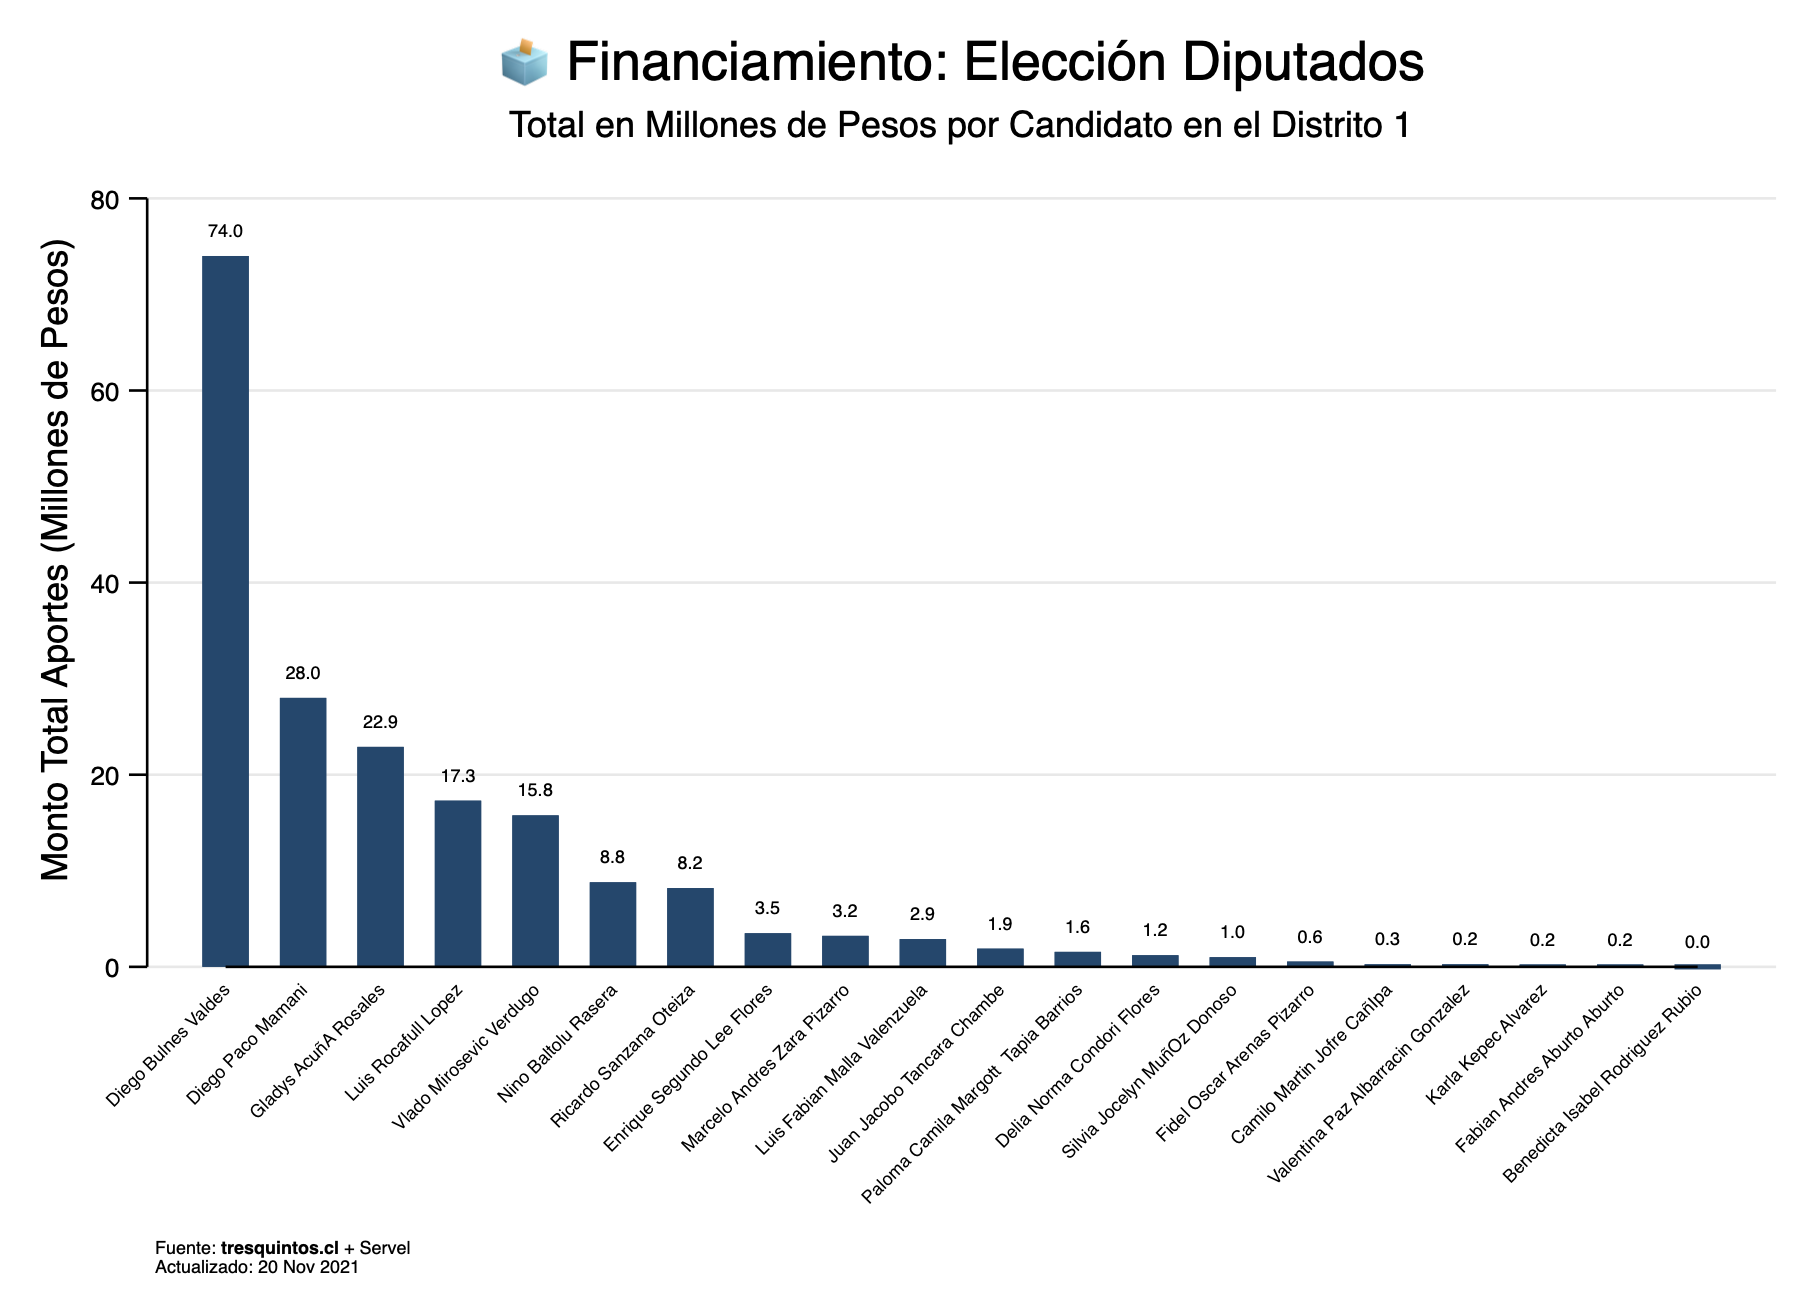 Financiamiento: Elección Diputados
Total en Millones de Pesos por Candidato en el Distrito 1
Monto Total Aportes (Millones de Pesos)
80
60
40
20
0
74.0
28.0
22.9
17.3
15.8
8.8
8.2
3.5
3.2
2.9
1.9
1.6
1.2
1.0
0.6
0.3
0.2
0.2
0.2
0.0
Diego Bulnes Valdes
Diego Paco Mamani
Gladys AcuñA Rosales
Luis Rocafull Lopez
Vlado Mirosevic Verdugo
Nino Baltolu Rasera
Ricardo Sanzana Oteiza
Enrique Segundo Lee Flores
Marcelo Andres Zara Pizarro
Luis Fabian Malla Valenzuela
Juan Jacobo Tancara Chambe
Paloma Camila Margott  Tapia Barrios
Delia Norma Condori Flores
Silvia Jocelyn MuñOz Donoso
Fidel Oscar Arenas Pizarro
Camilo Martin Jofre Cañlpa
Valentina Paz Albarracin Gonzalez
Karla Kepec Alvarez
Fabian Andres Aburto Aburto
Benedicta Isabel Rodriguez Rubio
Fuente: tresquintos.cl + Servel
Actualizado: 20 Nov 2021